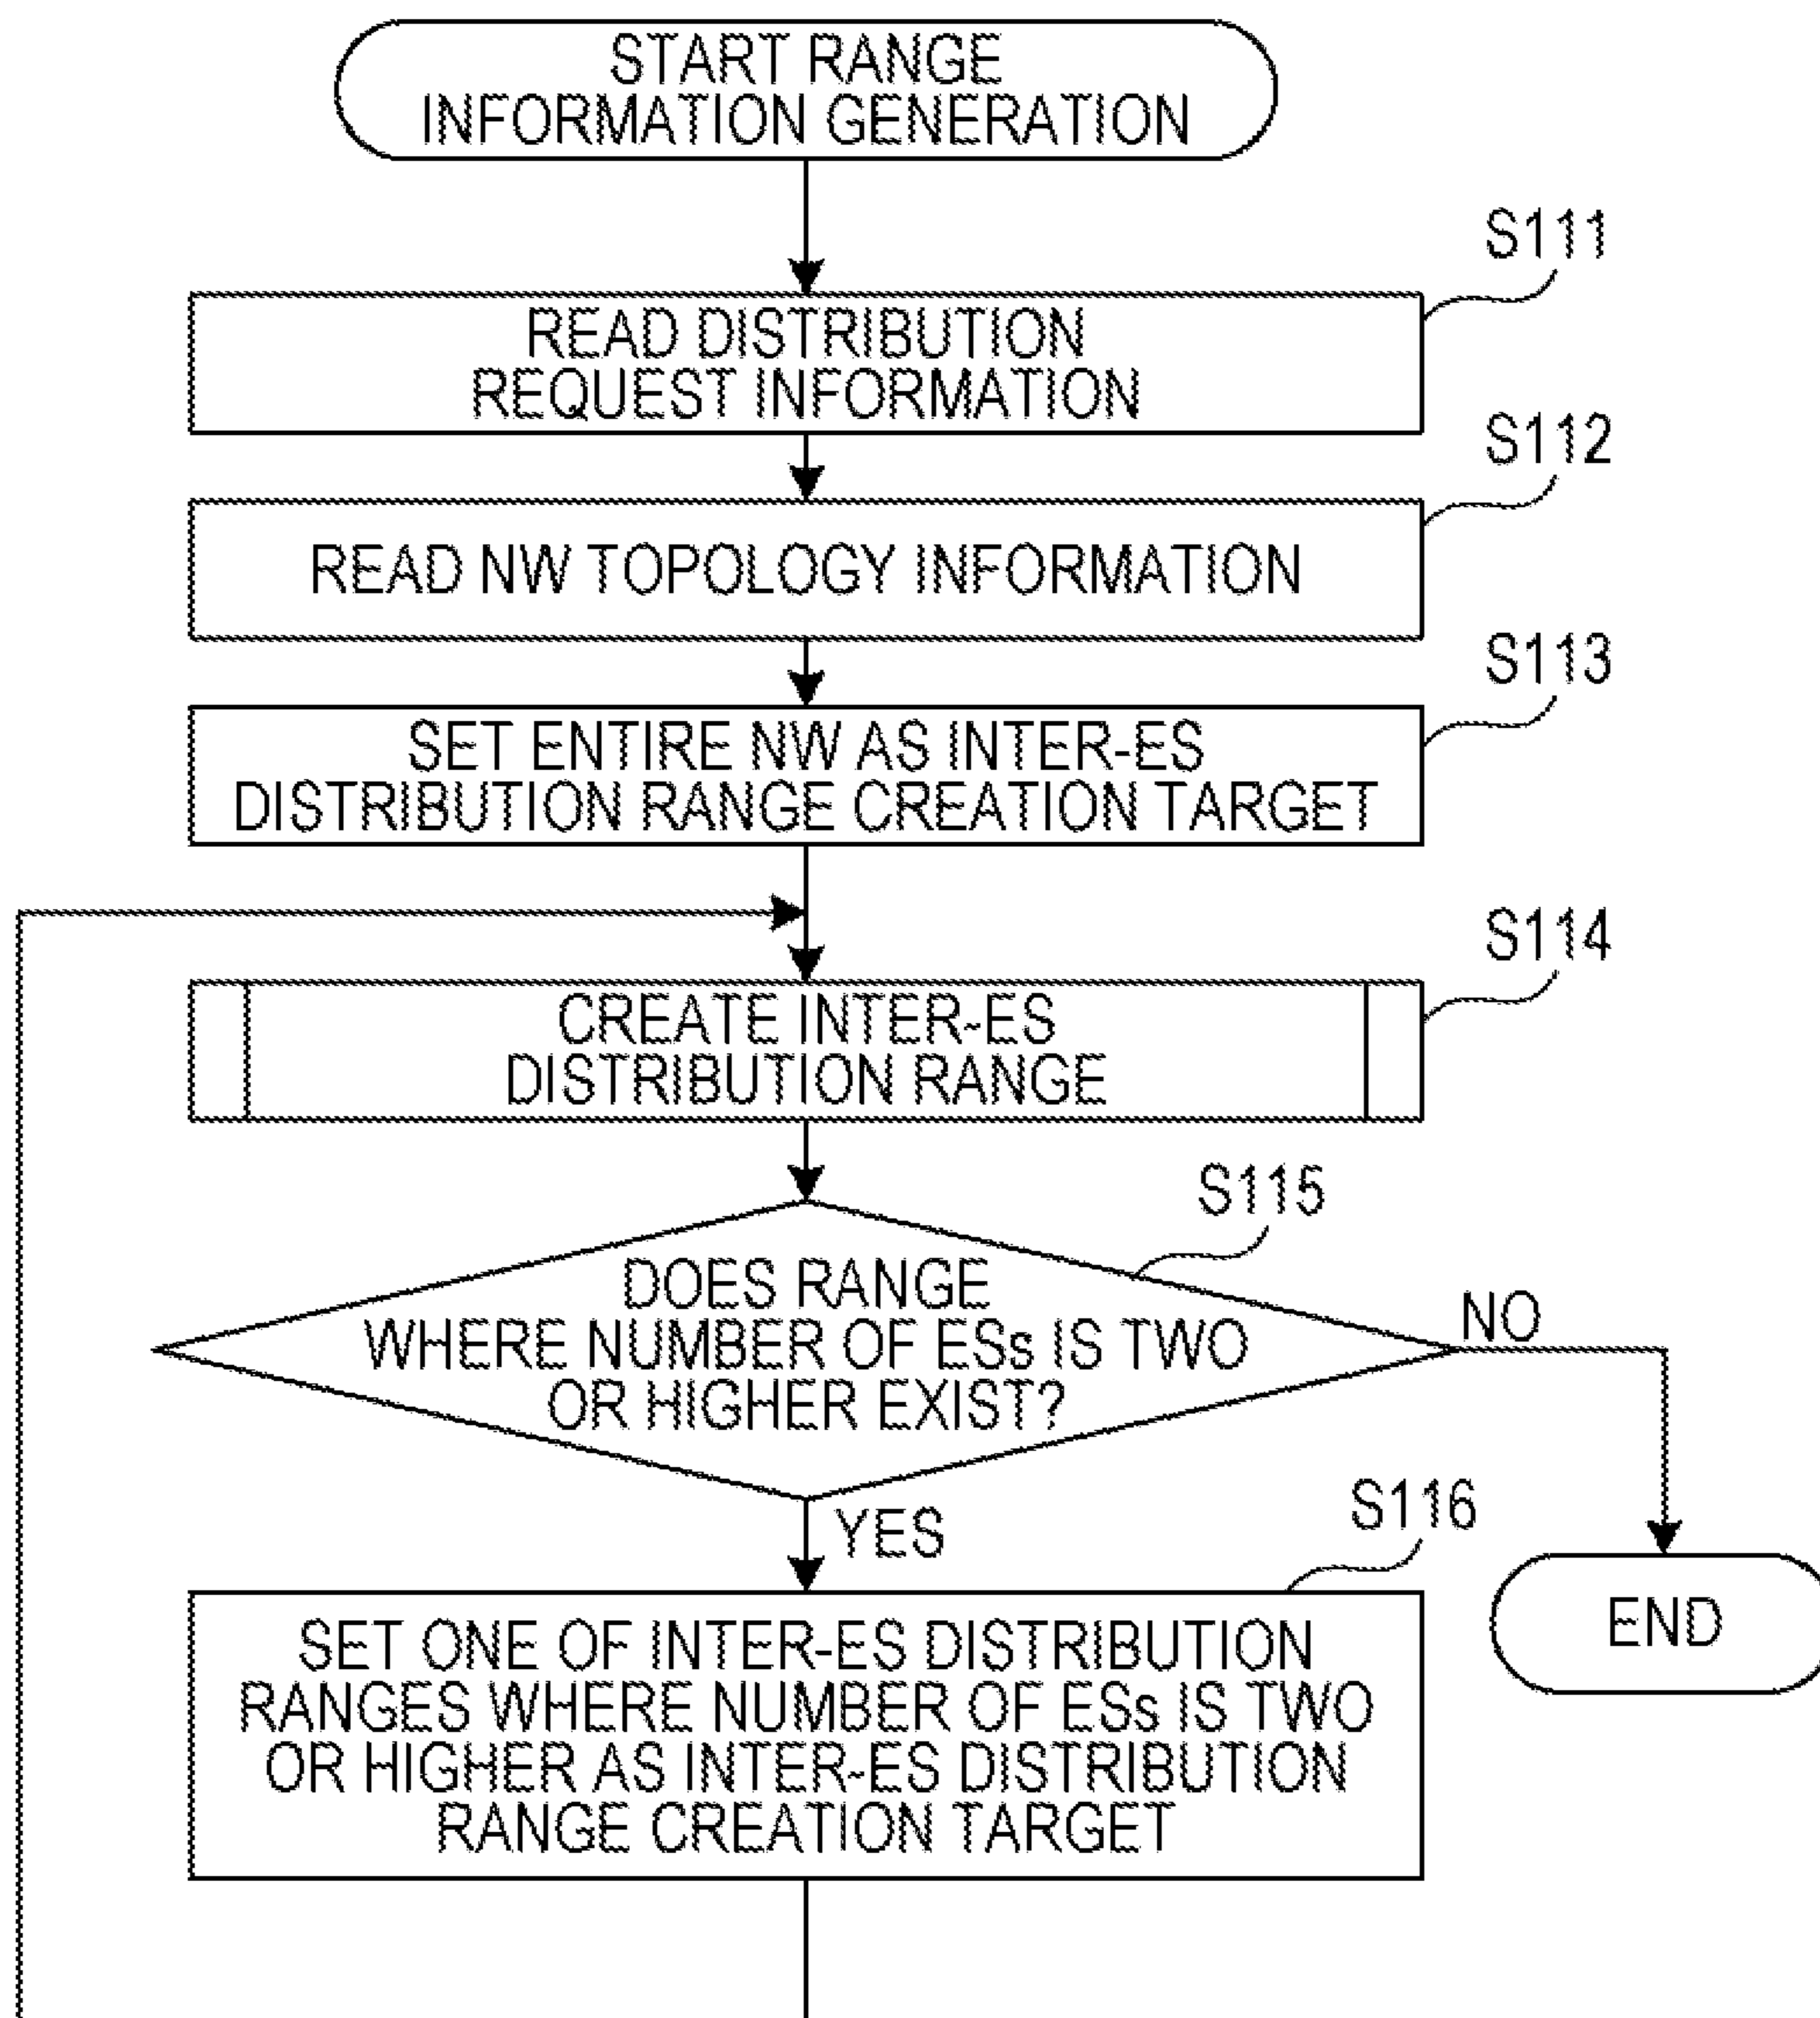 START RANGE
INFORMATION GENERATION
S111
READ DISTRIBUTION
REQUEST INFORMATION
S112
READ NW TOPOLOGY INFORMATION
S113
SET ENTIRE NW AS INTER-ES
DISTRIBUTION RANGE CREATION TARGET
S114
CREATE INTER-ES
DISTRIBUTION RANGE
S115
DOES RANGE
WHERE NUMBER OF ESs IS TWO
OR HIGHER EXIST?
NO
YES
S116
SET ONE OF INTER-ES DISTRIBUTION
RANGES WHERE NUMBER OF ESs IS TWO
OR HIGHER AS INTER-ES DISTRIBUTION
RANGE CREATION TARGET
END